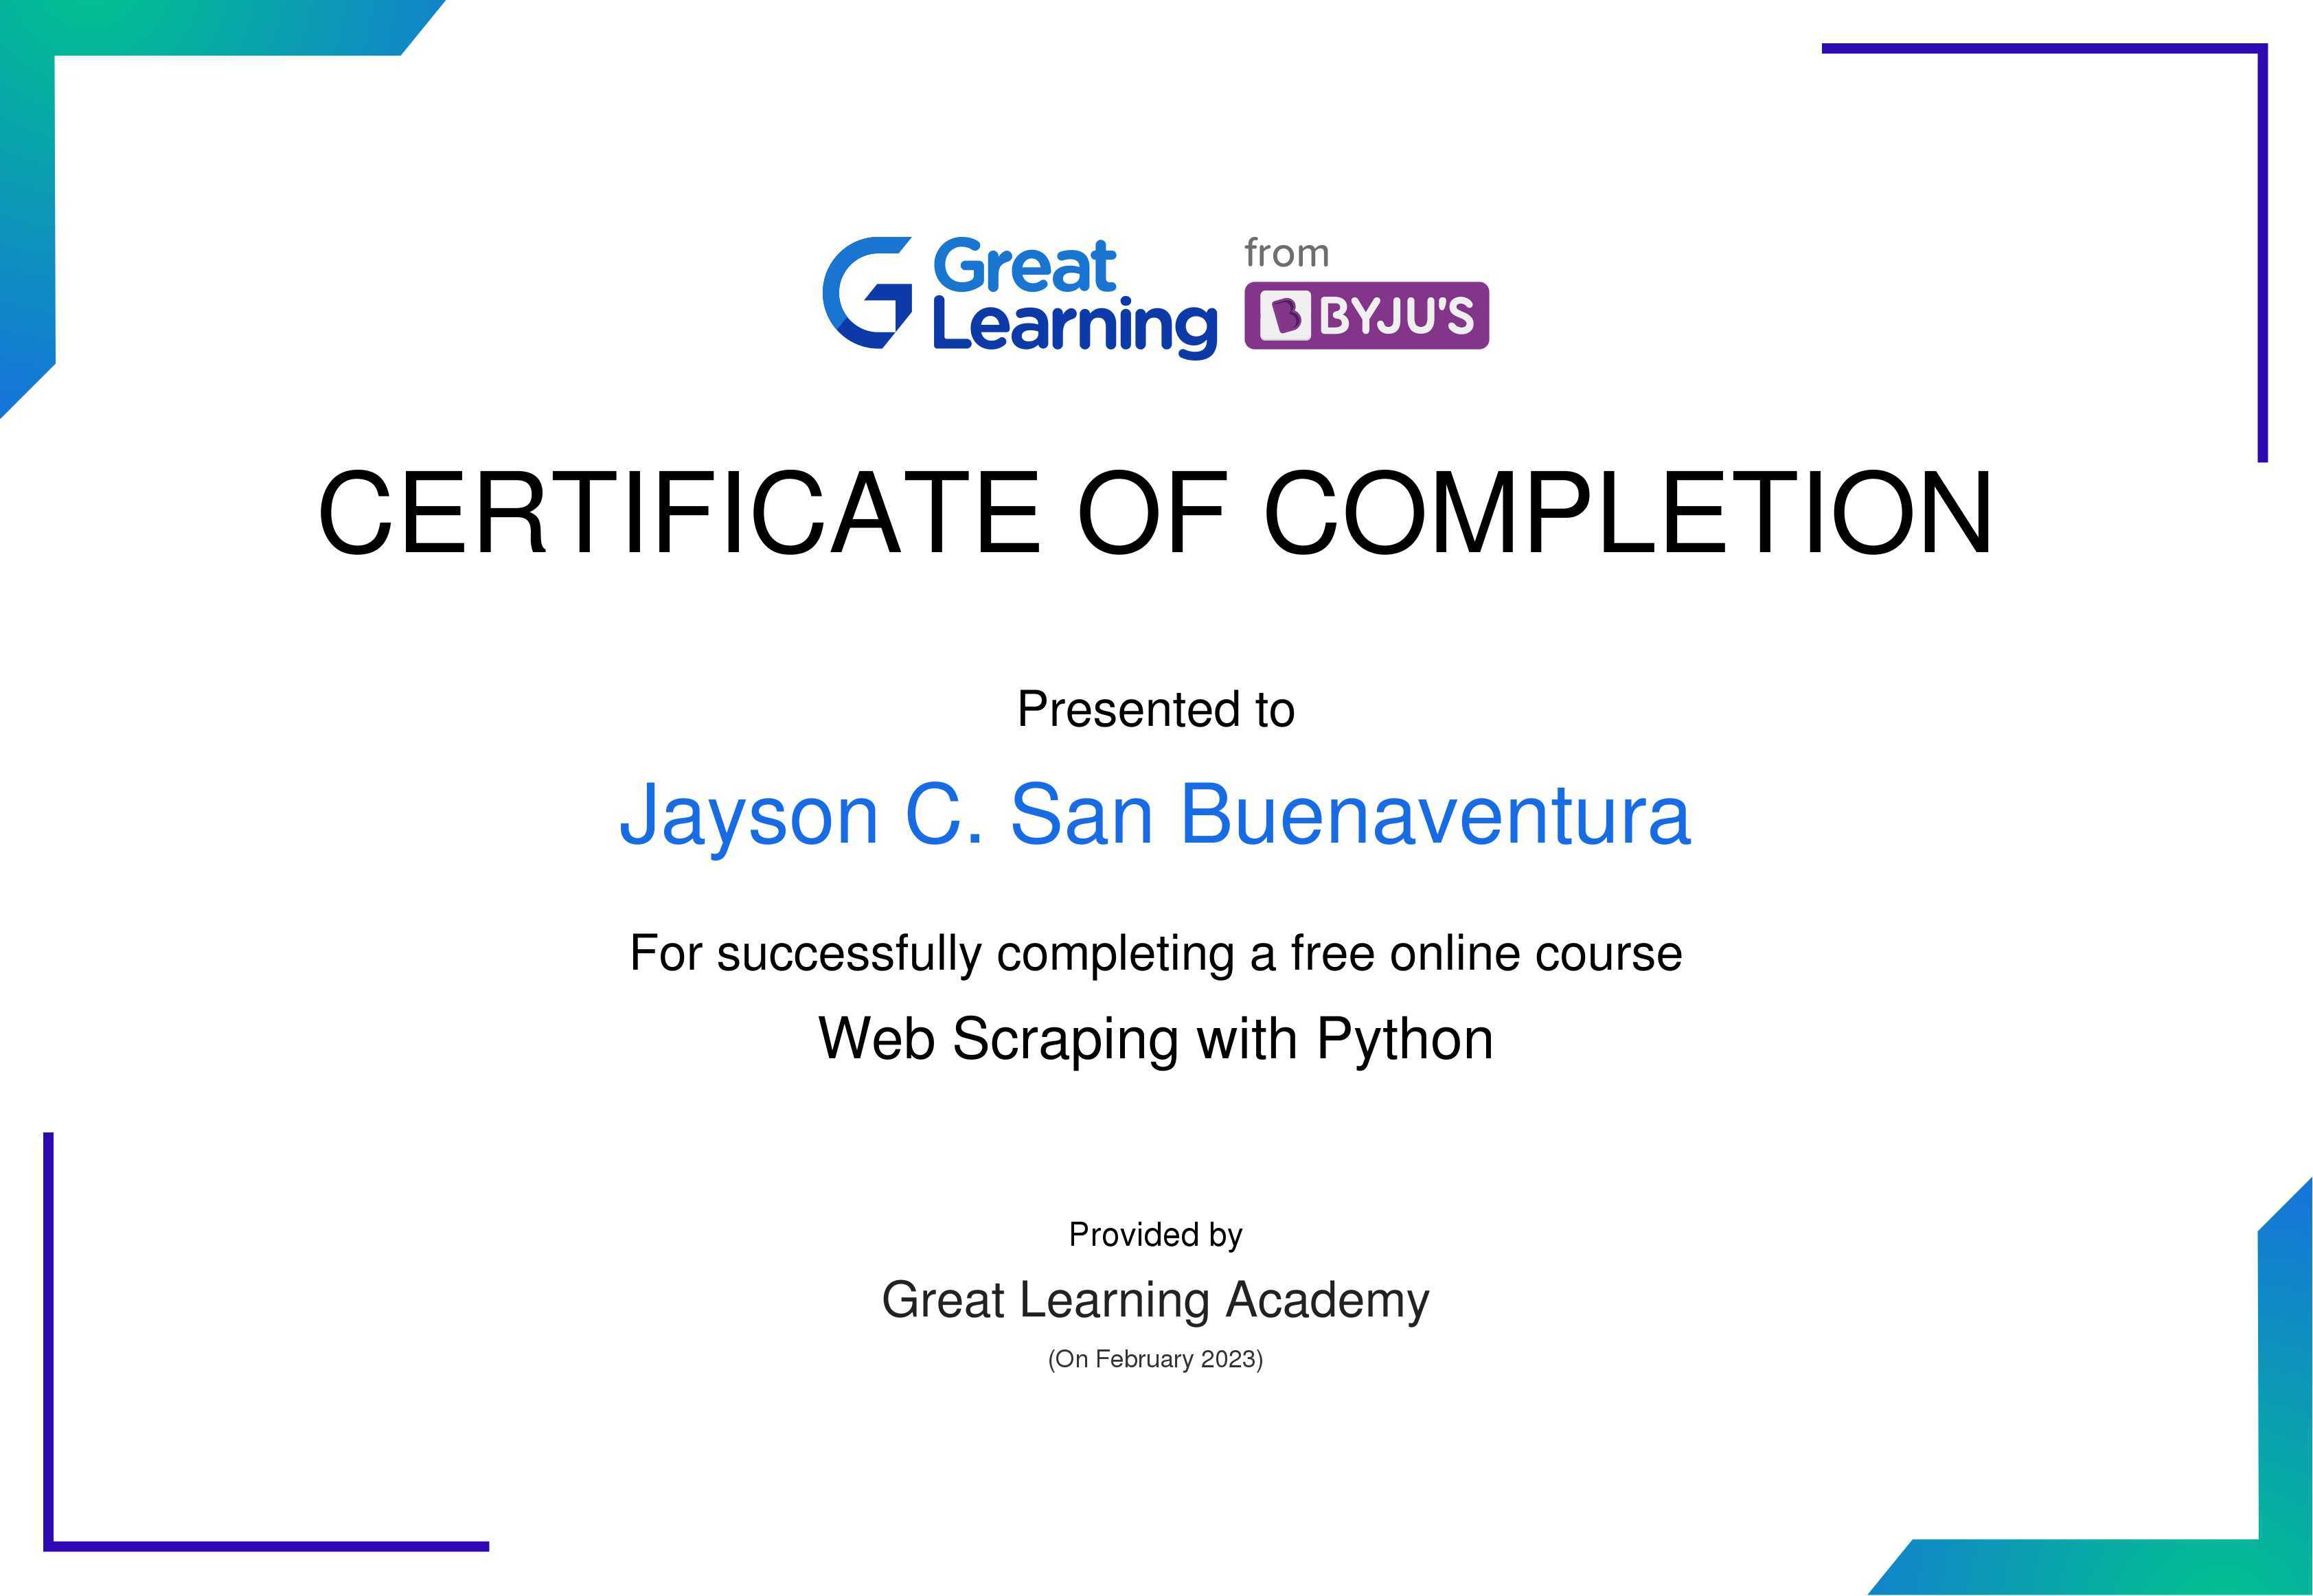 Great
Learning
from
B BYJU'S
CERTIFICATE OF COMPLETION
Presented to
Jayson C. San Buenaventura
For successfully completing a free online course
Web Scraping with Python
Provided by
Great Learning Academy
(On February 2023)